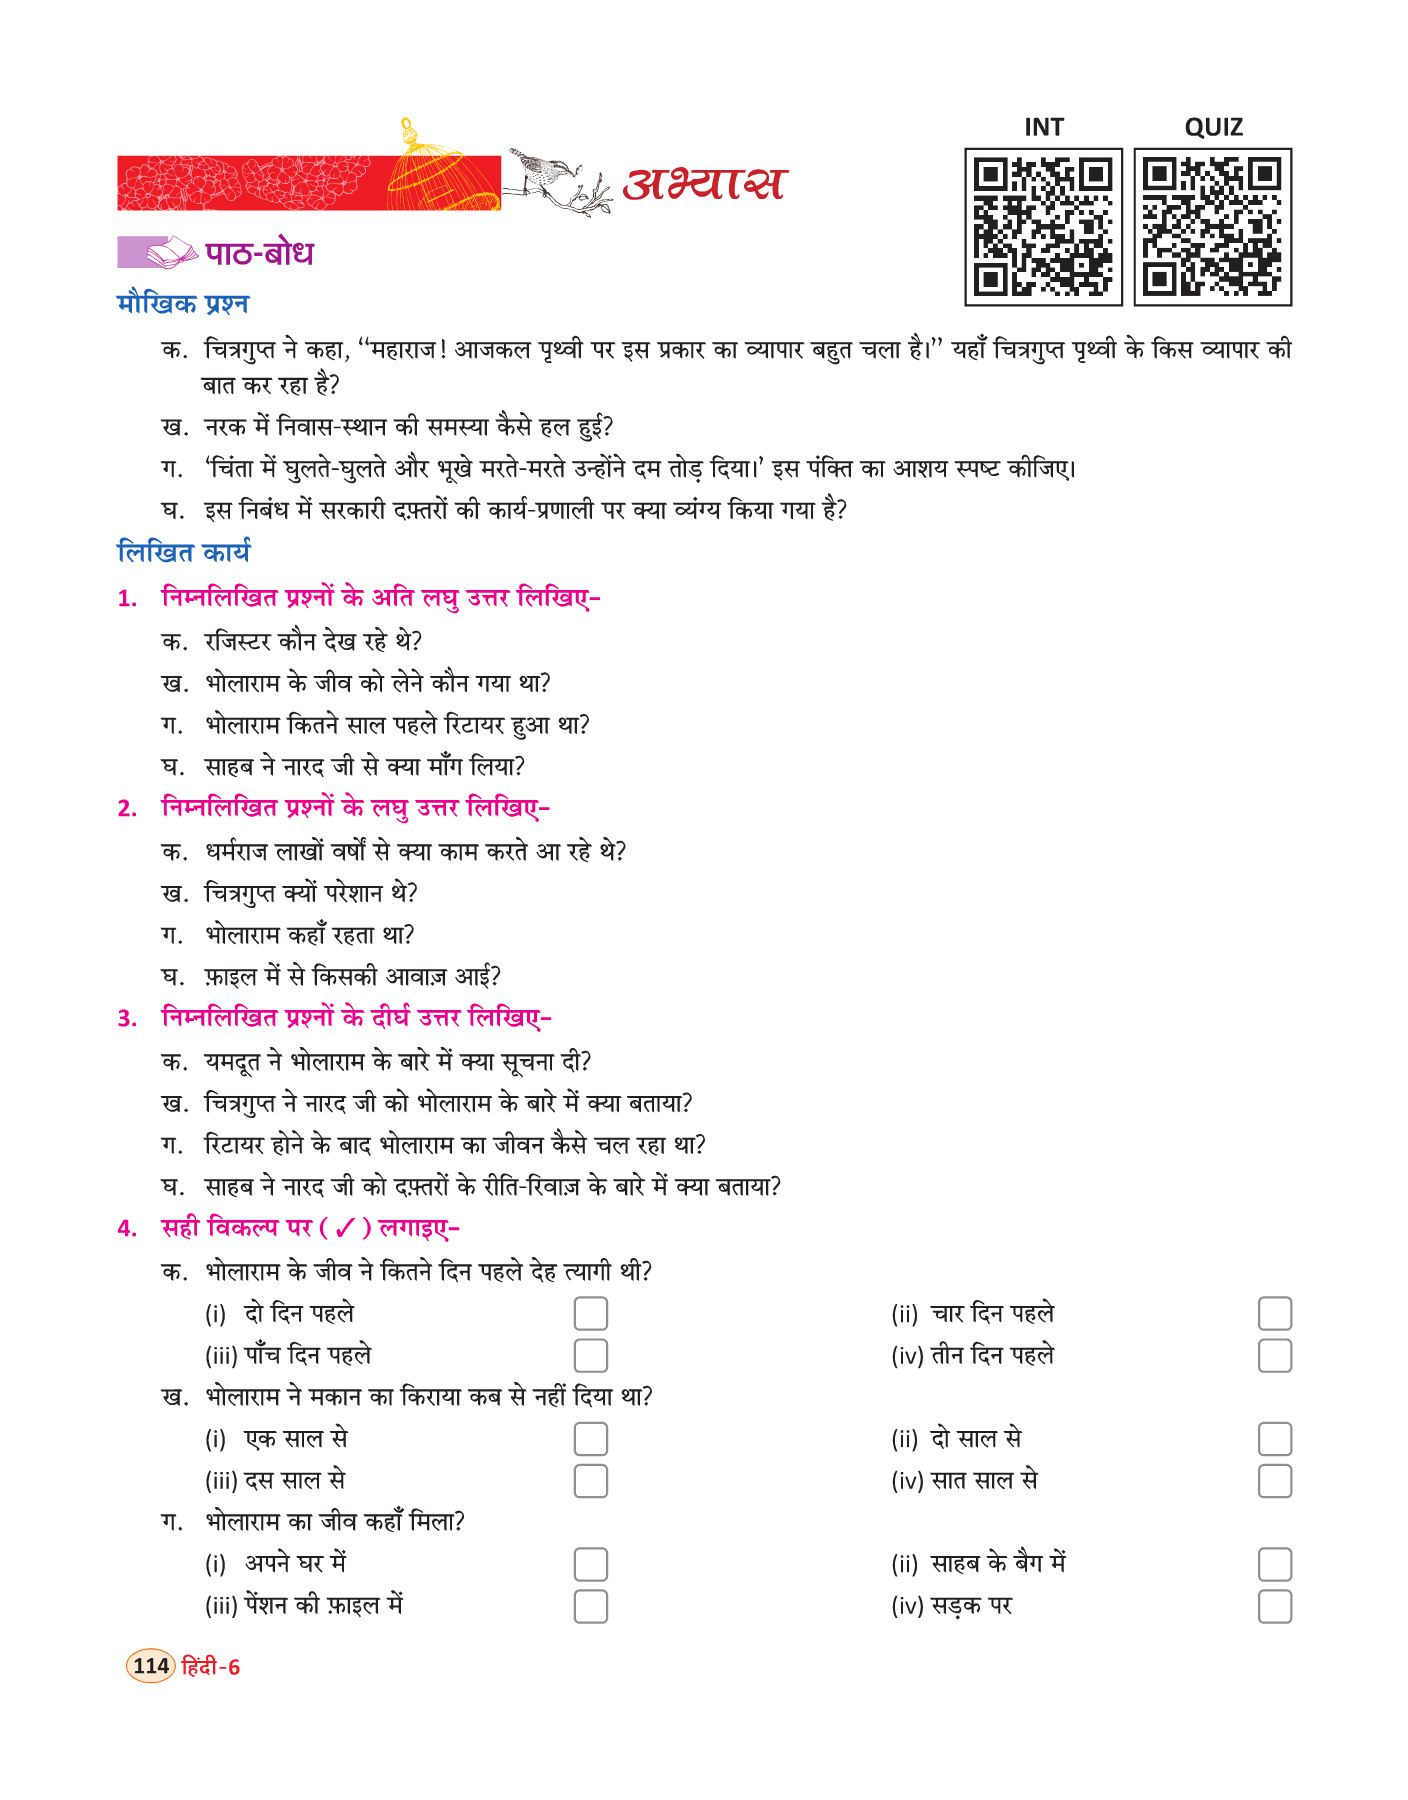 INT QUIZ
अभ्यास
पाठ-बोध
मौखिक प्रश्न
क. चित्रगुप्त ने कहा, “महाराज! आजकल पृथ्वी पर इस प्रकार का व्यापार बहुत चला है।” यहाँ चित्रगुप्त पृथ्वी के किस व्यापार की
बात कर रहा है?
ख. नरक में निवास-स्थान की समस्या कैसे हल हुई?
ग. ‘चिंता में घुलते-घुलते और भूखे मरते-मरते उन्होंने दम तोड़ दिया।’ इस पंक्ति का आशय स्पष्ट कीजिए।
घ. इस निबंध में सरकारी दफ़्तरों की कार्य-प्रणाली पर क्या व्यंग्य किया गया है?
लिखित कार्य
1. निम्नलिखित प्रश्नों के अति लघु उत्तर लिखिए–
क. रजिस्टर कौन देख रहे थे?
ख. भोलाराम के जीव को लेने कौन गया था?
ग. भोलाराम कितने साल पहले रिटायर हुआ था?
घ. साहब ने नारद जी से क्या माँग लिया?
2. निम्नलिखित प्रश्नों के लघु उत्तर लिखिए–
क. धर्मराज लाखों वर्षों से क्या काम करते आ रहे थे?
ख. चित्रगुप्त क्यों परेशान थे?
ग. भोलाराम कहाँ रहता था?
घ. फ़ाइल में से किसकी आवाज़ आई?
3. निम्नलिखित प्रश्नों के दीर्घ उत्तर लिखिए–
क. यमदूत ने भोलाराम के बारे में क्या सूचना दी?
ख. चित्रगुप्त ने नारद जी को भोलाराम के बारे में क्या बताया?
ग. रिटायर होने के बाद भोलाराम का जीवन कैसे चल रहा था?
घ. साहब ने नारद जी को दफ़्तरों के रीति-रिवाज़ के बारे में क्या बताया?
4. सही विकल्प पर (✓) लगाइए–
क. भोलाराम के जीव ने कितने दिन पहले देह त्यागी थी?
(i) दो दिन पहले (ii) चार दिन पहले
(iii) पाँच दिन पहले (iv) तीन दिन पहले
ख. भोलाराम ने मकान का किराया कब से नहीं दिया था?
(i) एक साल से (ii) दो साल से
(iii) दस साल से (iv) सात साल से
ग. भोलाराम का जीव कहाँ मिला?
(i) अपने घर में (ii) साहब के बैग में
(iii) पेंशन की फ़ाइल में (iv) सड़क पर
114 हिंदी-6